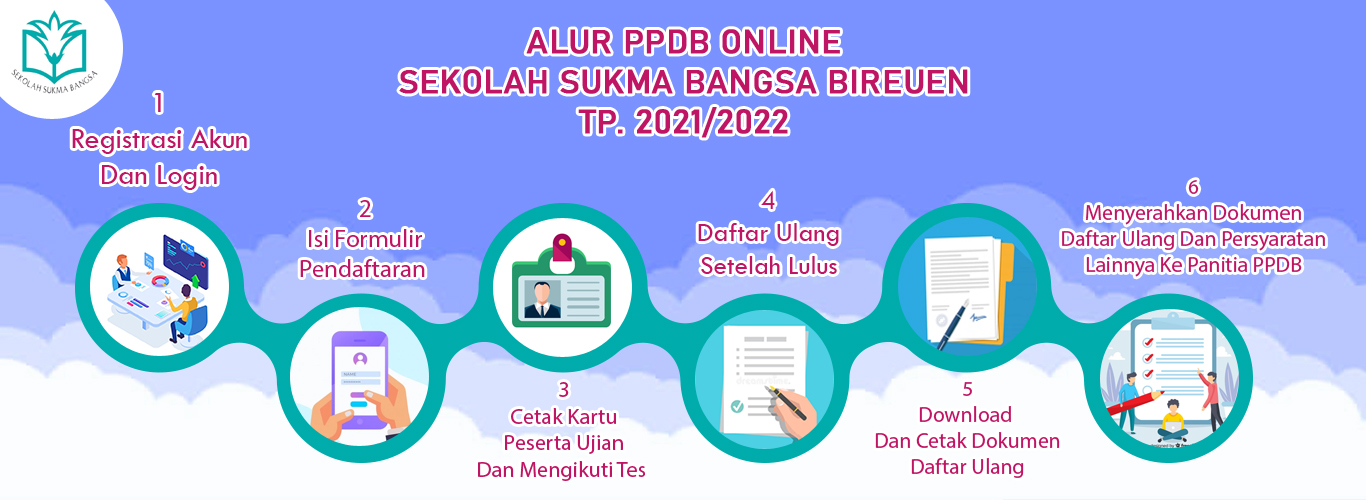 SEKOLAH SUKMA BANGSA
ALUR PPDB ONLINE
SEKOLAH SUKMA BANGSA BIREUEN
TP. 2021/2022
1
Registrasi Akun
Dan Login
2
Isi Formulir
Pendaftaran
NAME
3
Cetak Kartu
Peserta Ujian
Dan Mengikuti Tes
4
Daftar Ulang
Setelah Lulus
5
Download
Dan Cetak Dokumen
Daftar Ulang
6
Menyerahkan Dokumen
Daftar Ulang Dan Persyaratan
Lainnya Ke Panitia PPDB